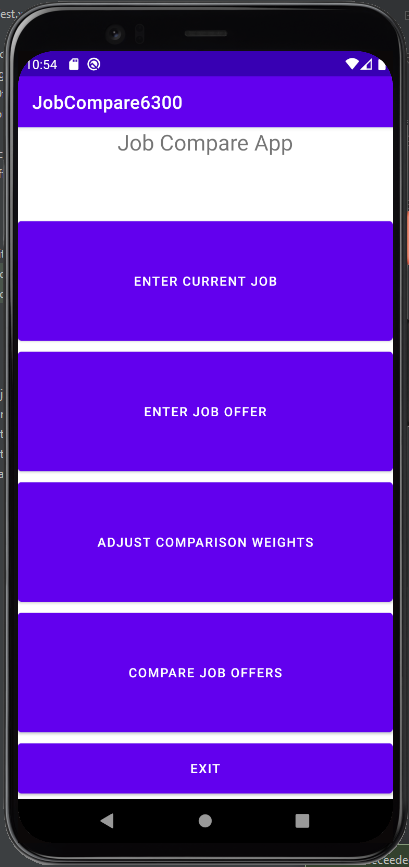 10:54
JobCompare6300
Job Compare App
ENTER CURRENT JOB
ENTER JOB OFFER
ADJUST COMPARISON WEIGHTS
COMPARE JOB OFFERS
EXIT